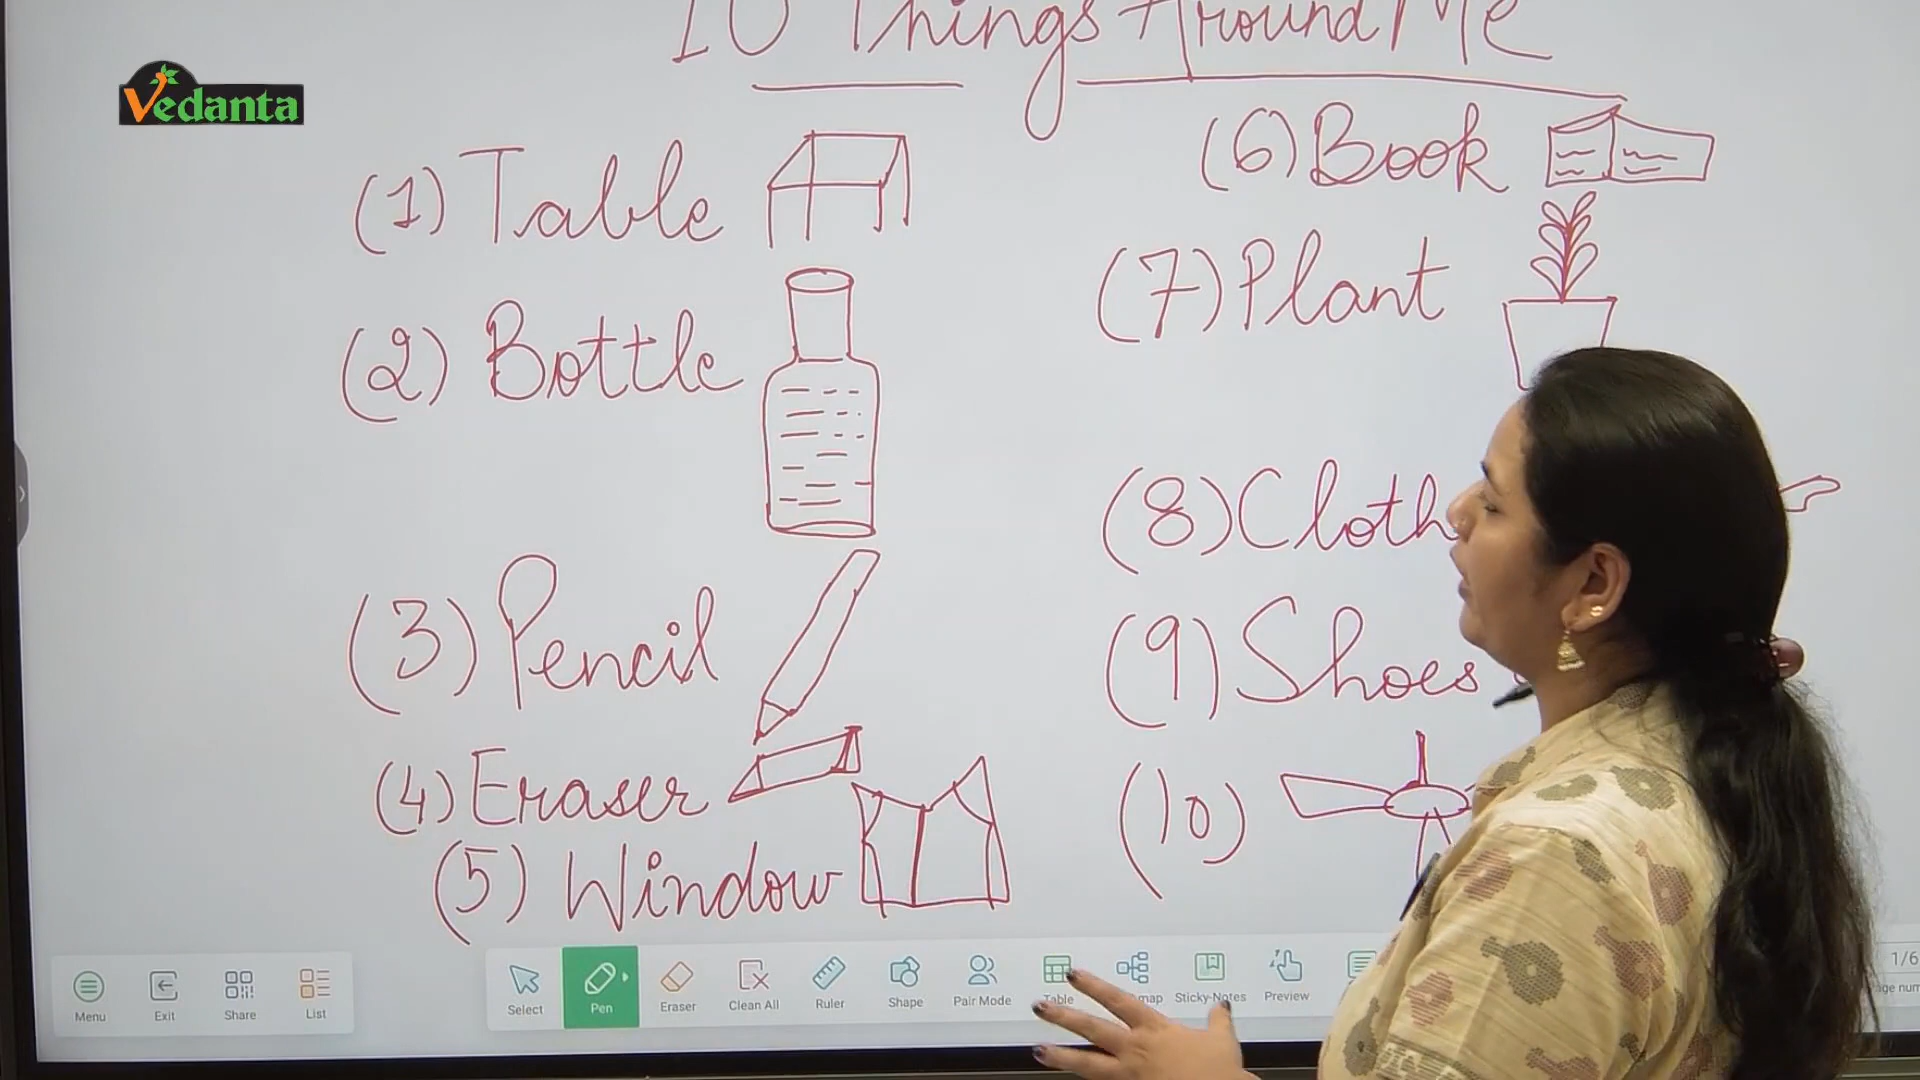 10 Things Around Me
Vedanta
(1) Table
(2) Bottle
(3) Pencil
(4) Eraser
(5) Window
(6) Book
(7) Plant
(8) Cloth
(9) Shoes
(10)
Menu
Exit
Share
List
Select
Pen
Eraser
Clean All
Ruler
Shape
Pair Mode
Table
map
Sticky-Notes
Preview
1/6